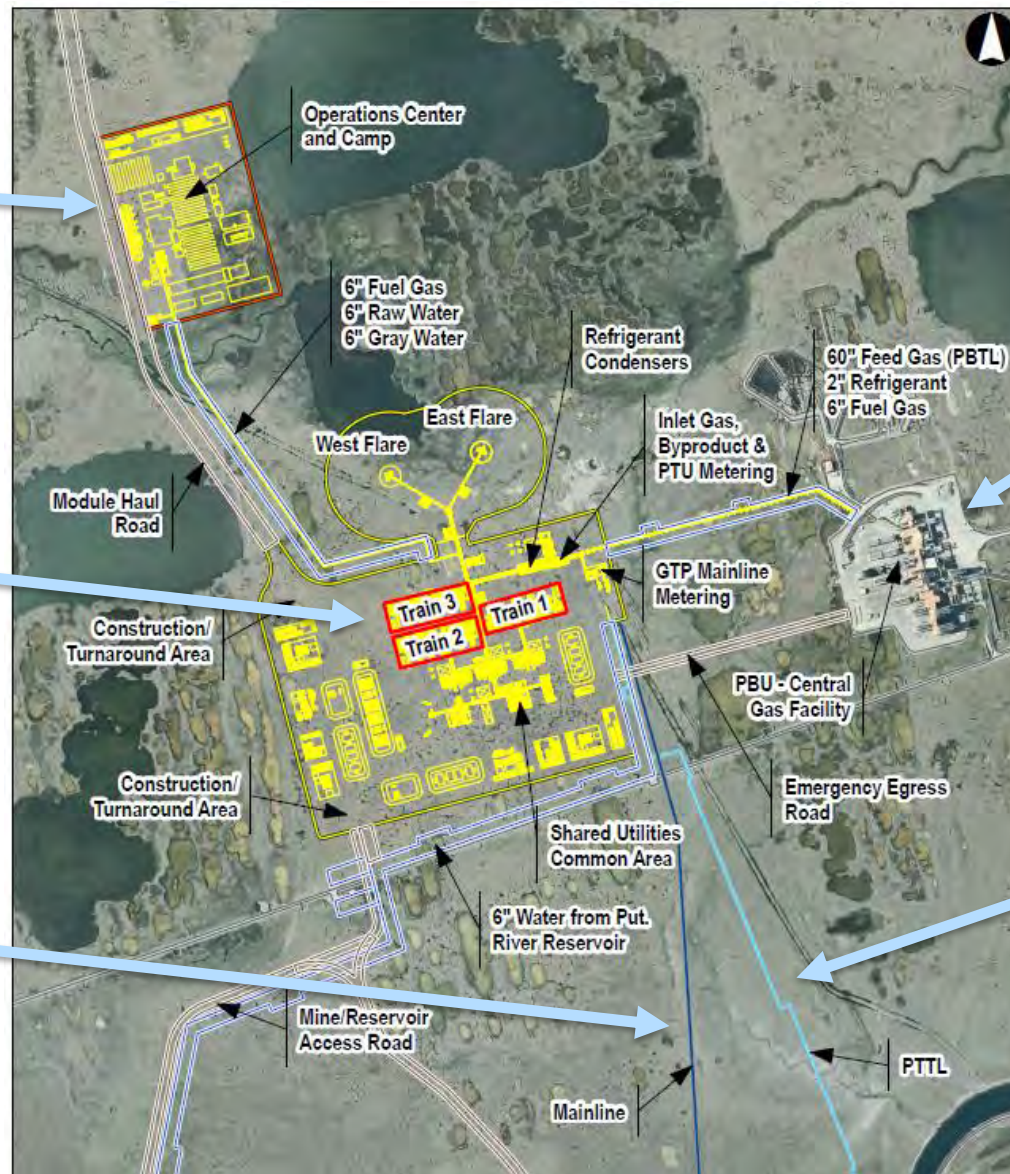 Operations Center
and Camp
6" Fuel Gas
6" Raw Water
6" Gray Water
Refrigerant
Condensers
60" Feed Gas (PBTL)
2" Refrigerant
6" Fuel Gas
East Flare
West Flare
Inlet Gas,
Byproduct &
PTU Metering
Module Haul
Road
GTP Mainline
Metering
Train 3
Train 1
Train 2
Construction/
Turnaround Area
PBU - Central
Gas Facility
Construction/
Turnaround Area
Emergency Egress
Road
Shared Utilities
Common Area
6" Water from Put.
River Reservoir
Mine/Reservoir
Access Road
PTTL
Mainline